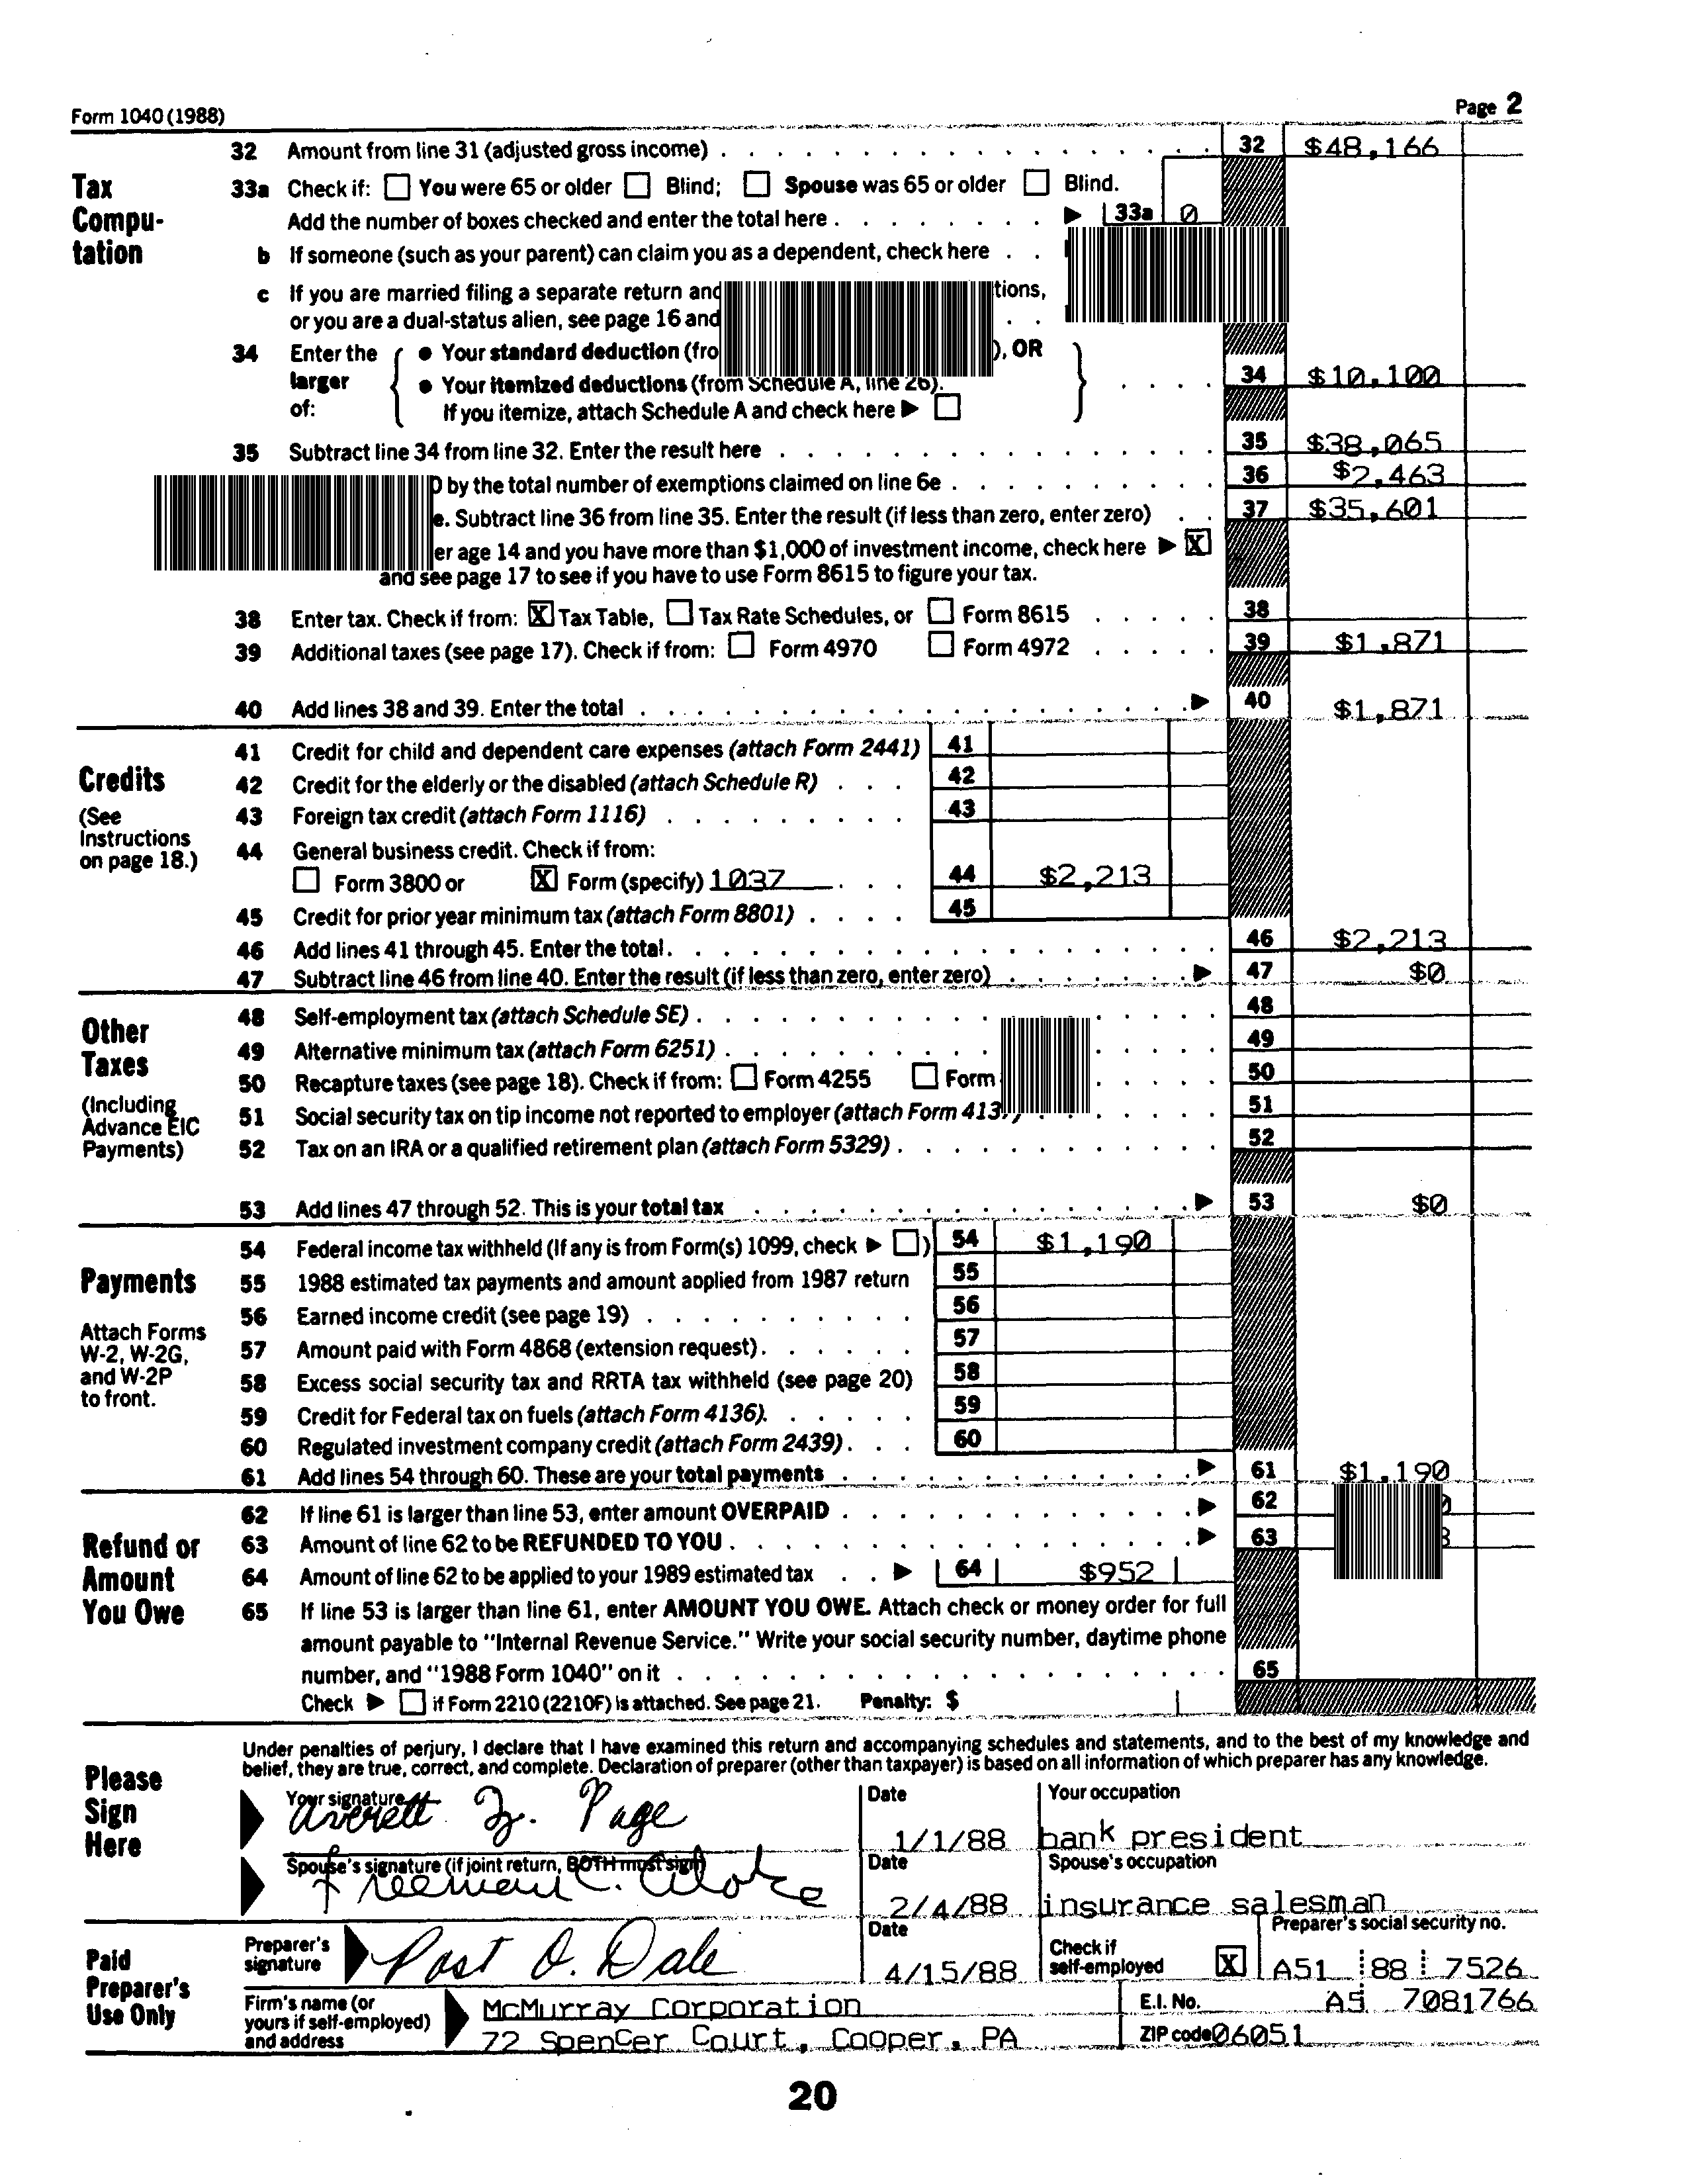 Form 1040 (1988) Page 2
32 Amount from line 31 (adjusted gross income) 32 $48,166
Tax Compu-tation
33a Check if: You were 65 or older Blind; Spouse was 65 or older Blind.
Add the number of boxes checked and enter the total here 33a 0
b If someone (such as your parent) can claim you as a dependent, check here
c If you are married filing a separate return and tions,
or you are a dual-status alien, see page 16 and
34 Enter the larger of: • Your standard deduction (fro ), OR
• Your itemized deductions (from Schedule A, line 26). 34 $10,100
If you itemize, attach Schedule A and check here
35 Subtract line 34 from line 32. Enter the result here 35 $38,065
by the total number of exemptions claimed on line 6e 36 $2,463
e. Subtract line 36 from line 35. Enter the result (if less than zero, enter zero) 37 $35,601
er age 14 and you have more than $1,000 of investment income, check here X
and see page 17 to see if you have to use Form 8615 to figure your tax.
38 Enter tax. Check if from: X Tax Table, Tax Rate Schedules, or Form 8615 38
39 Additional taxes (see page 17). Check if from: Form 4970 Form 4972 39 $1,871
40 Add lines 38 and 39. Enter the total 40 $1,871
Credits
(See Instructions on page 18.)
41 Credit for child and dependent care expenses (attach Form 2441) 41
42 Credit for the elderly or the disabled (attach Schedule R) 42
43 Foreign tax credit (attach Form 1116) 43
44 General business credit. Check if from:
Form 3800 or X Form (specify) 1037 44 $2,213
45 Credit for prior year minimum tax (attach Form 8801) 45
46 Add lines 41 through 45. Enter the total 46 $2,213
47 Subtract line 46 from line 40. Enter the result (if less than zero, enter zero) 47 $0
Other Taxes
(Including Advance EIC Payments)
48 Self-employment tax (attach Schedule SE) 48
49 Alternative minimum tax (attach Form 6251) 49
50 Recapture taxes (see page 18). Check if from: Form 4255 Form 50
51 Social security tax on tip income not reported to employer (attach Form 4137) 51
52 Tax on an IRA or a qualified retirement plan (attach Form 5329) 52
53 Add lines 47 through 52. This is your total tax 53 $0
Payments
Attach Forms W-2, W-2G, and W-2P to front.
54 Federal income tax withheld (If any is from Form(s) 1099, check ) 54 $1,190
55 1988 estimated tax payments and amount applied from 1987 return 55
56 Earned income credit (see page 19) 56
57 Amount paid with Form 4868 (extension request) 57
58 Excess social security tax and RRTA tax withheld (see page 20) 58
59 Credit for Federal tax on fuels (attach Form 4136) 59
60 Regulated investment company credit (attach Form 2439) 60
61 Add lines 54 through 60. These are your total payments 61 $1,190
Refund or Amount You Owe
62 If line 61 is larger than line 53, enter amount OVERPAID 62
63 Amount of line 62 to be REFUNDED TO YOU 63
64 Amount of line 62 to be applied to your 1989 estimated tax 64 $952
65 If line 53 is larger than line 61, enter AMOUNT YOU OWE. Attach check or money order for full
amount payable to "Internal Revenue Service." Write your social security number, daytime phone
number, and "1988 Form 1040" on it 65
Check if Form 2210 (2210F) is attached. See page 21. Penalty: $
Please Sign Here
Under penalties of perjury, I declare that I have examined this return and accompanying schedules and statements, and to the best of my knowledge and
belief, they are true, correct, and complete. Declaration of preparer (other than taxpayer) is based on all information of which preparer has any knowledge.
Your signature Averett Z. Page Date 1/1/88 Your occupation bank president
Spouse's signature (if joint return, BOTH must sign) Freeman C. Date 2/4/88 Spouse's occupation insurance salesman
Paid Preparer's Use Only
Preparer's signature Post O. Dale Date 4/15/88 Check if self-employed X Preparer's social security no. A51 88 7526
Firm's name (or yours if self-employed) and address McMurray Corporation E.I. No. A5 7081766
72 Spencer Court, Cooper, PA ZIP code 06051
20